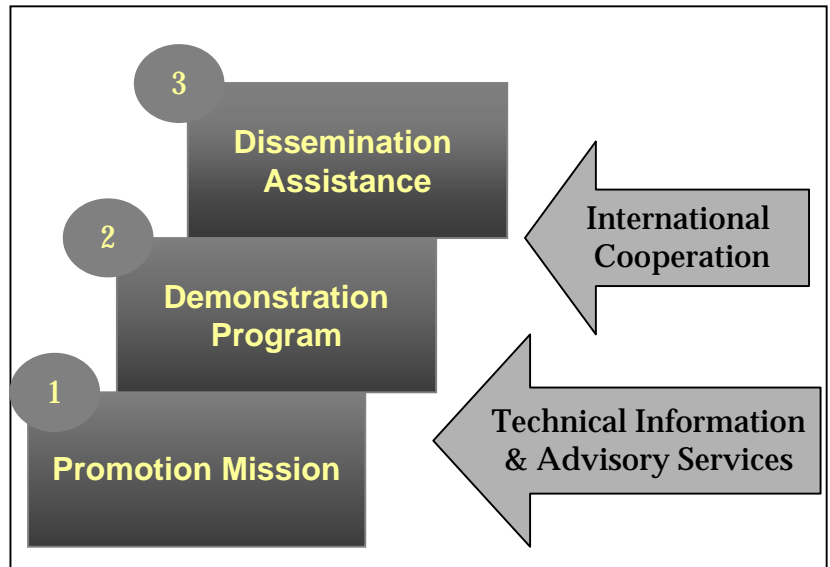 3
Dissemination
Assistance
International
Cooperation
2
Demonstration
Program
1
Promotion Mission
Technical Information
& Advisory Services